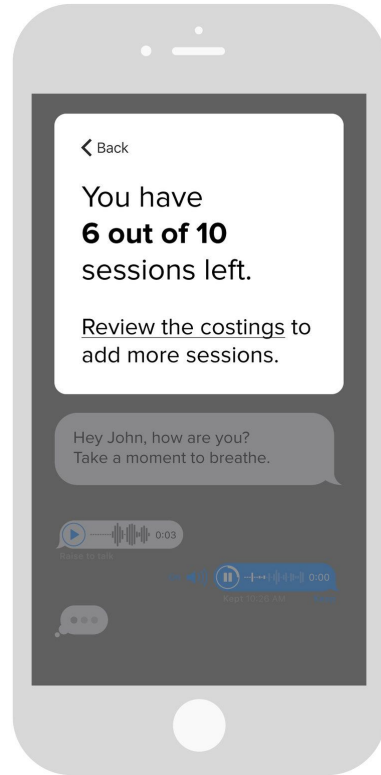 Back
You have
6 out of 10
sessions left.
Review the costings to
add more sessions.
Hey John, how are you?
Take a moment to breathe.
0:03
Raise to talk
0:00